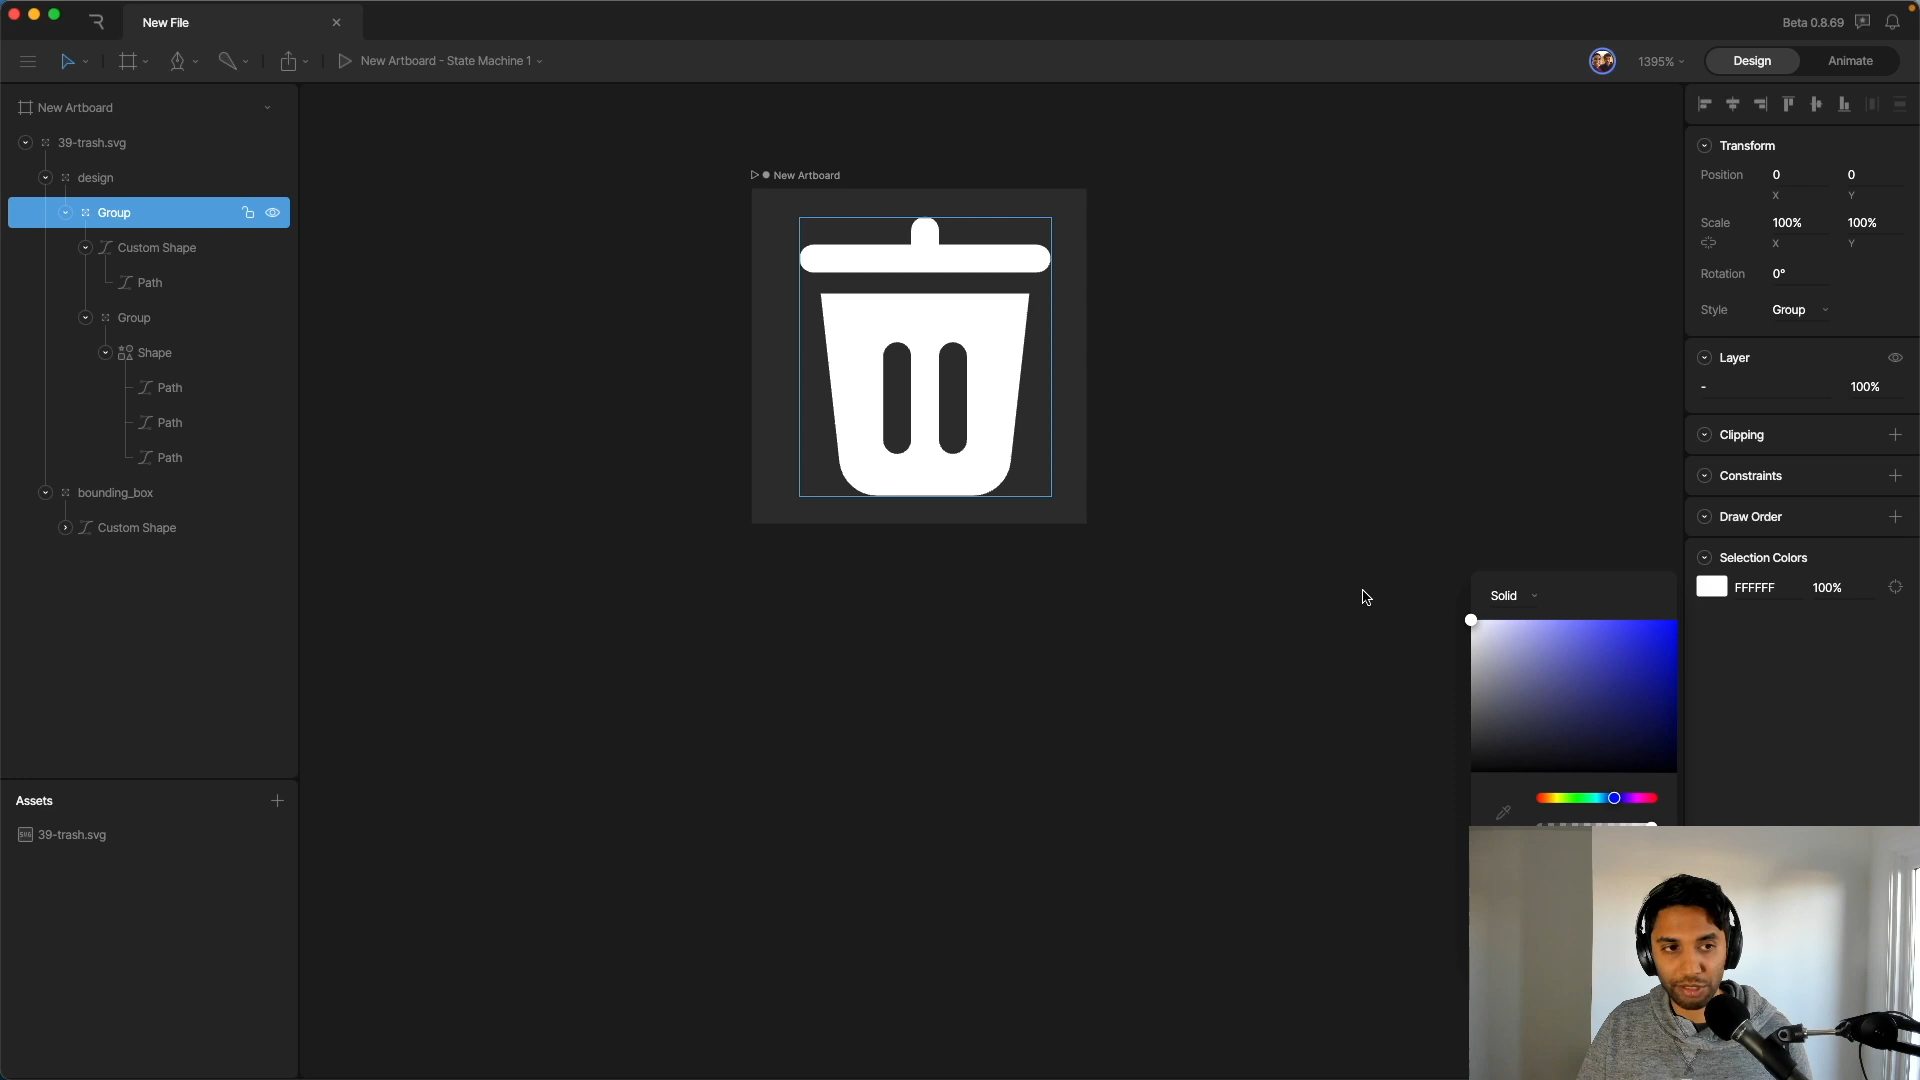 New File
Beta 0.8.69
New Artboard - State Machine 1
1395%
Design
Animate
New Artboard
39-trash.svg
design
Group
Custom Shape
Path
Group
Shape
Path
Path
Path
bounding_box
Custom Shape
Assets
SVG
39-trash.svg
New Artboard
Solid
Transform
Position 0 0
X Y
Scale 100% 100%
X Y
Rotation 0°
Style Group
Layer
- 100%
Clipping
Constraints
Draw Order
Selection Colors
FFFFFF 100%